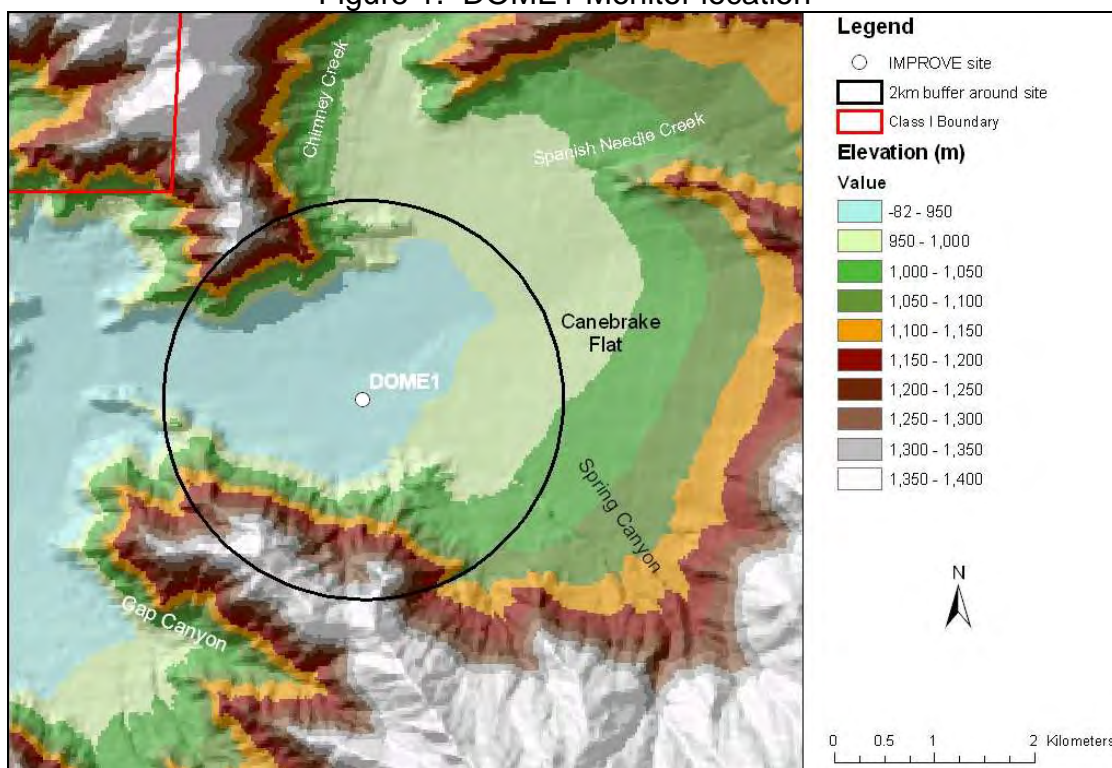 Figure 1. DOME1 Monitor location
Chimney Creek
Spanish Needle Creek
Canebrake
Flat
DOME1
Spring Canyon
Gap Canyon
Legend
IMPROVE site
2km buffer around site
Class I Boundary
Elevation (m)
Value
-82 - 950
950 - 1,000
1,000 - 1,050
1,050 - 1,100
1,100 - 1,150
1,150 - 1,200
1,200 - 1,250
1,250 - 1,300
1,300 - 1,350
1,350 - 1,400
N
0 0.5 1 2 Kilometers